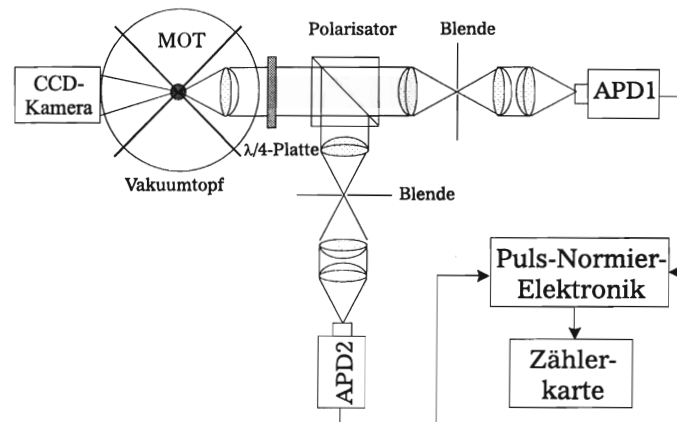 Polarisator
Blende
MOT
CCD-
Kamera
APD1
λ/4-Platte
Vakuumtopf
Blende
Puls-Normier-
Elektronik
APD2
Zähler-
karte